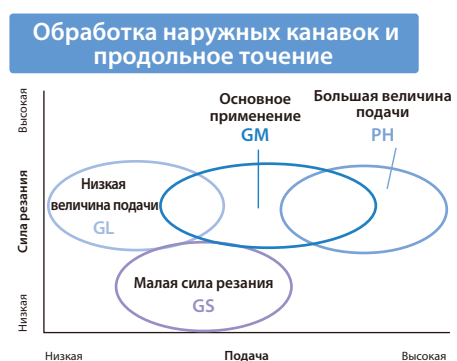 Обработка наружных канавок и
продольное точение
Высокая
Сила резания
Низкая
Основное
применение
GM
Большая величина
подачи
PH
Низкая
величина подачи
GL
Малая сила резания
GS
Низкая
Подача
Высокая